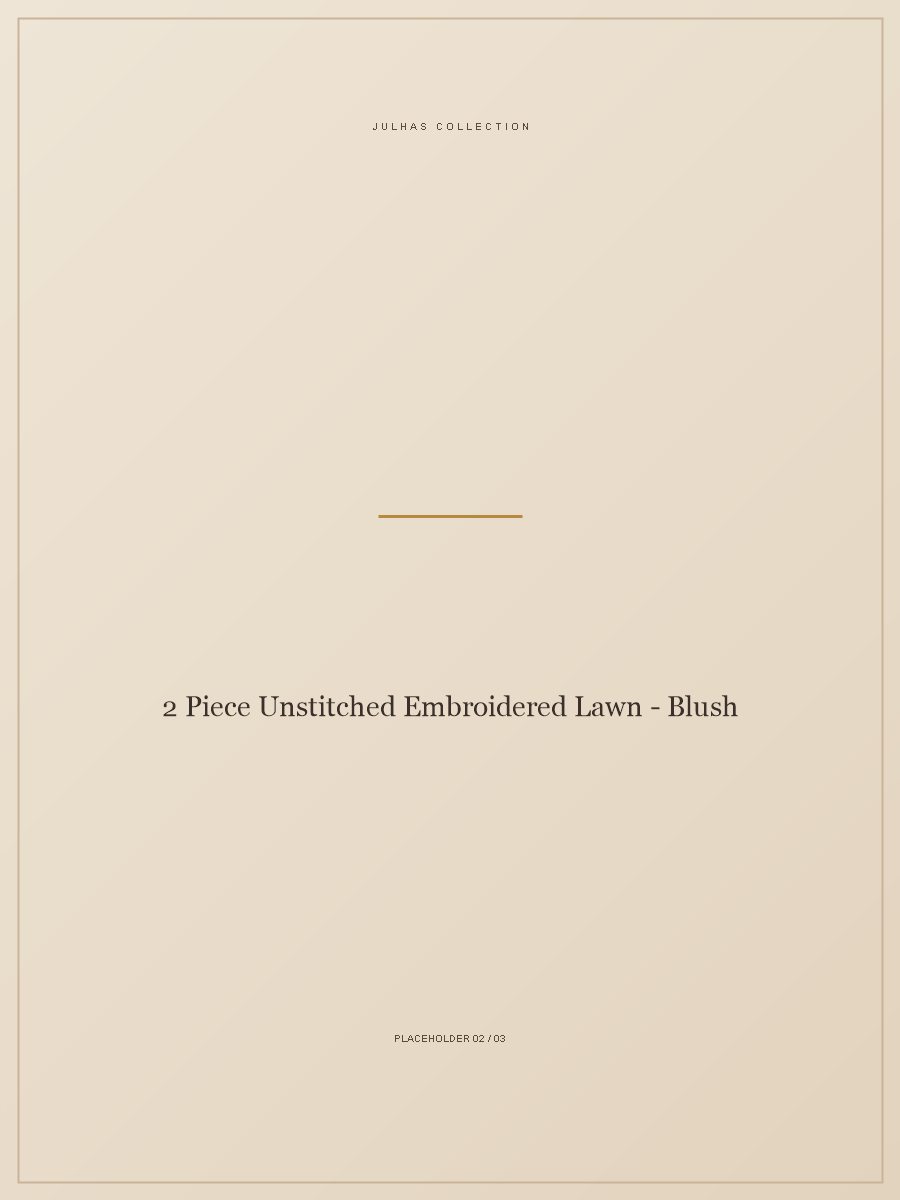 JULHAS COLLECTION
2 Piece Unstitched Embroidered Lawn - Blush
PLACEHOLDER 02 / 03